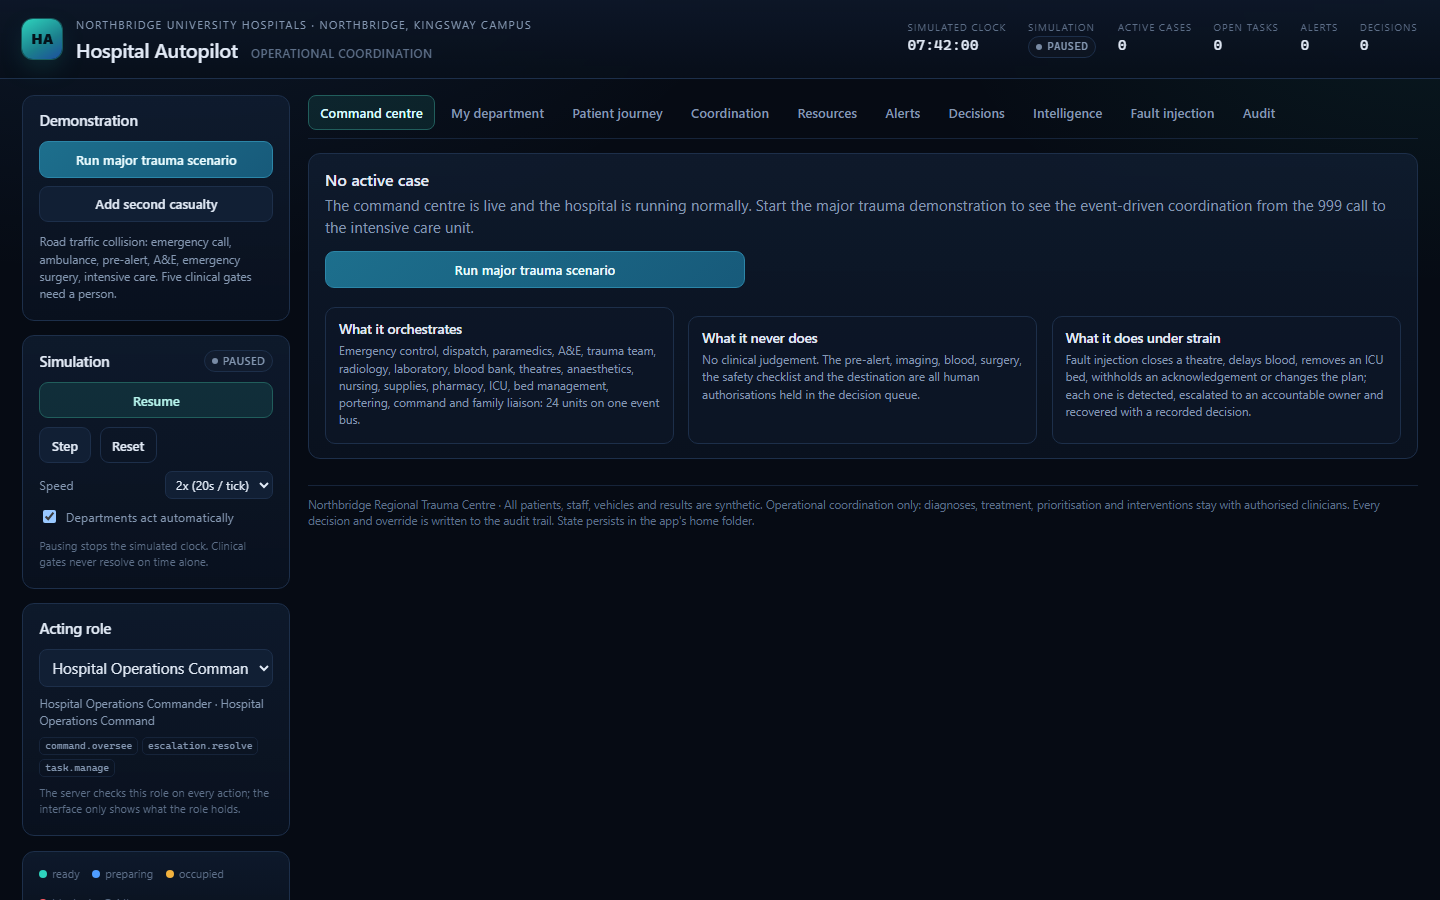 HA
NORTHBRIDGE UNIVERSITY HOSPITALS · NORTHBRIDGE, KINGSWAY CAMPUS
Hospital Autopilot OPERATIONAL COORDINATION
SIMULATED CLOCK
07:42:00
SIMULATION
PAUSED
ACTIVE CASES
0
OPEN TASKS
0
ALERTS
0
DECISIONS
0
Demonstration
Run major trauma scenario
Add second casualty
Road traffic collision: emergency call,
ambulance, pre-alert, A&E, emergency
surgery, intensive care. Five clinical gates
need a person.
Simulation PAUSED
Resume
Step Reset
Speed 2x (20s / tick)
Departments act automatically
Pausing stops the simulated clock. Clinical
gates never resolve on time alone.
Acting role
Hospital Operations Comman
Hospital Operations Commander · Hospital
Operations Command
command.oversee escalation.resolve
task.manage
The server checks this role on every action; the
interface only shows what the role holds.
ready preparing occupied
Command centre My department Patient journey Coordination Resources Alerts Decisions Intelligence Fault injection Audit
No active case
The command centre is live and the hospital is running normally. Start the major trauma demonstration to see the event-driven coordination from the 999 call to
the intensive care unit.
Run major trauma scenario
What it orchestrates
Emergency control, dispatch, paramedics, A&E, trauma team,
radiology, laboratory, blood bank, theatres, anaesthetics,
nursing, supplies, pharmacy, ICU, bed management,
portering, command and family liaison: 24 units on one event
bus.
What it never does
No clinical judgement. The pre-alert, imaging, blood, surgery,
the safety checklist and the destination are all human
authorisations held in the decision queue.
What it does under strain
Fault injection closes a theatre, delays blood, removes an ICU
bed, withholds an acknowledgement or changes the plan;
each one is detected, escalated to an accountable owner and
recovered with a recorded decision.
Northbridge Regional Trauma Centre · All patients, staff, vehicles and results are synthetic. Operational coordination only: diagnoses, treatment, prioritisation and interventions stay with authorised clinicians. Every
decision and override is written to the audit trail. State persists in the app's home folder.